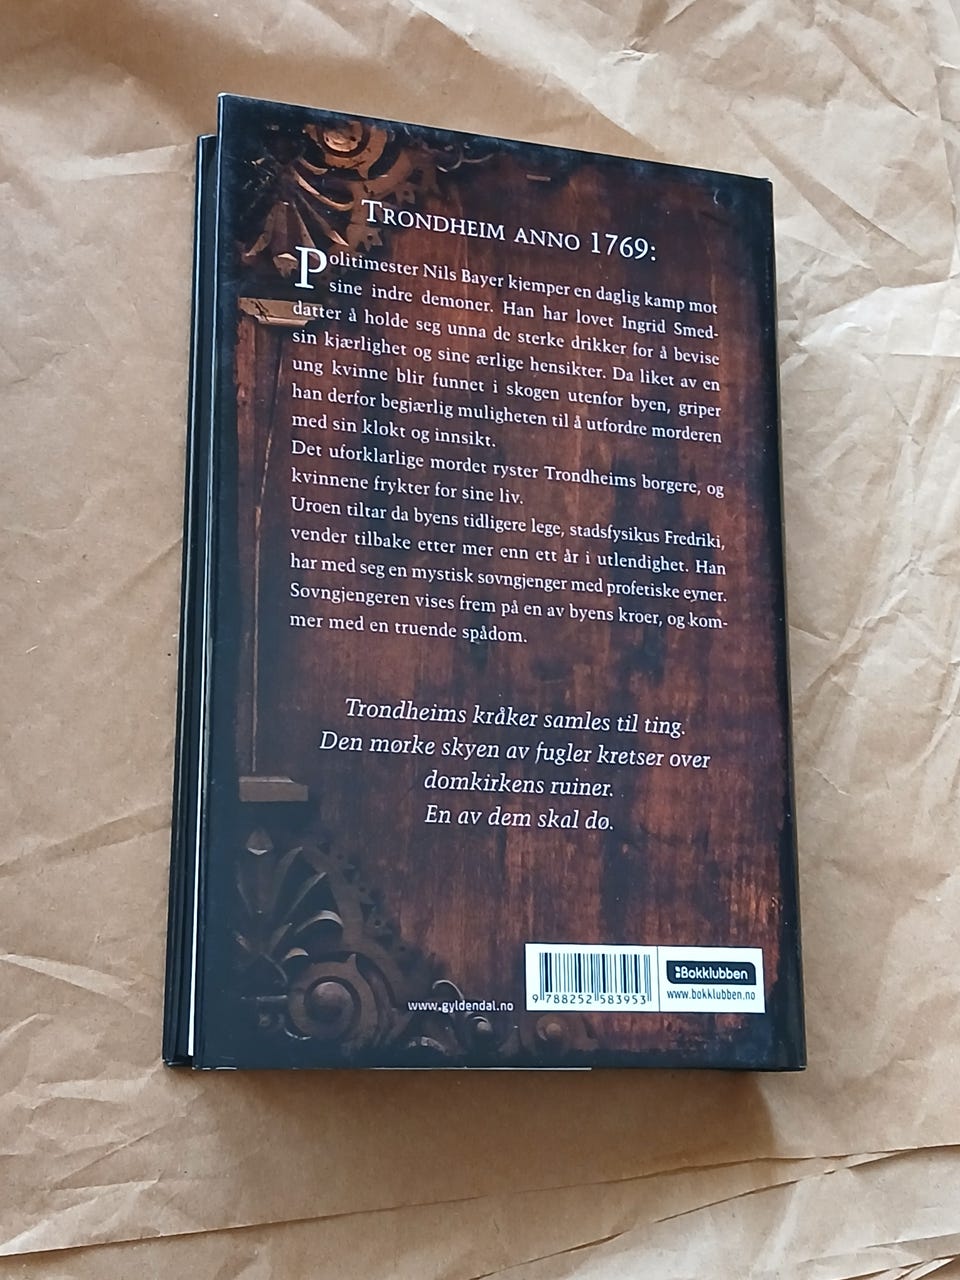 TRONDHEIM ANNO 1769:
Politimester Nils Bayer kjemper en daglig kamp mot
sine indre demoner. Han har lovet Ingrid Smed-
datter å holde seg unna de sterke drikker for å bevise
sin kjærlighet og sine ærlige hensikter. Da liket av en
ung kvinne blir funnet i skogen utenfor byen, griper
han derfor begjærlig muligheten til å utfordre morderen
med sin klokt og innsikt.
Det uforklarlige mordet ryster Trondheims borgere, og
kvinnene frykter for sine liv.
Uroen tiltar da byens tidligere lege, stadsfysikus Fredriki,
vender tilbake etter mer enn ett år i utlendighet. Han
har med seg en mystisk søvngjenger med profetiske evner.
Søvngjengeren vises frem på en av byens kroer, og kom-
mer med en truende spådom.
Trondheims kråker samles til ting.
Den mørke skyen av fugler kretser over
domkirkens ruiner.
En av dem skal dø.
www.gyldendal.no
9 788252 583953
Bokklubben
www.bokklubben.no